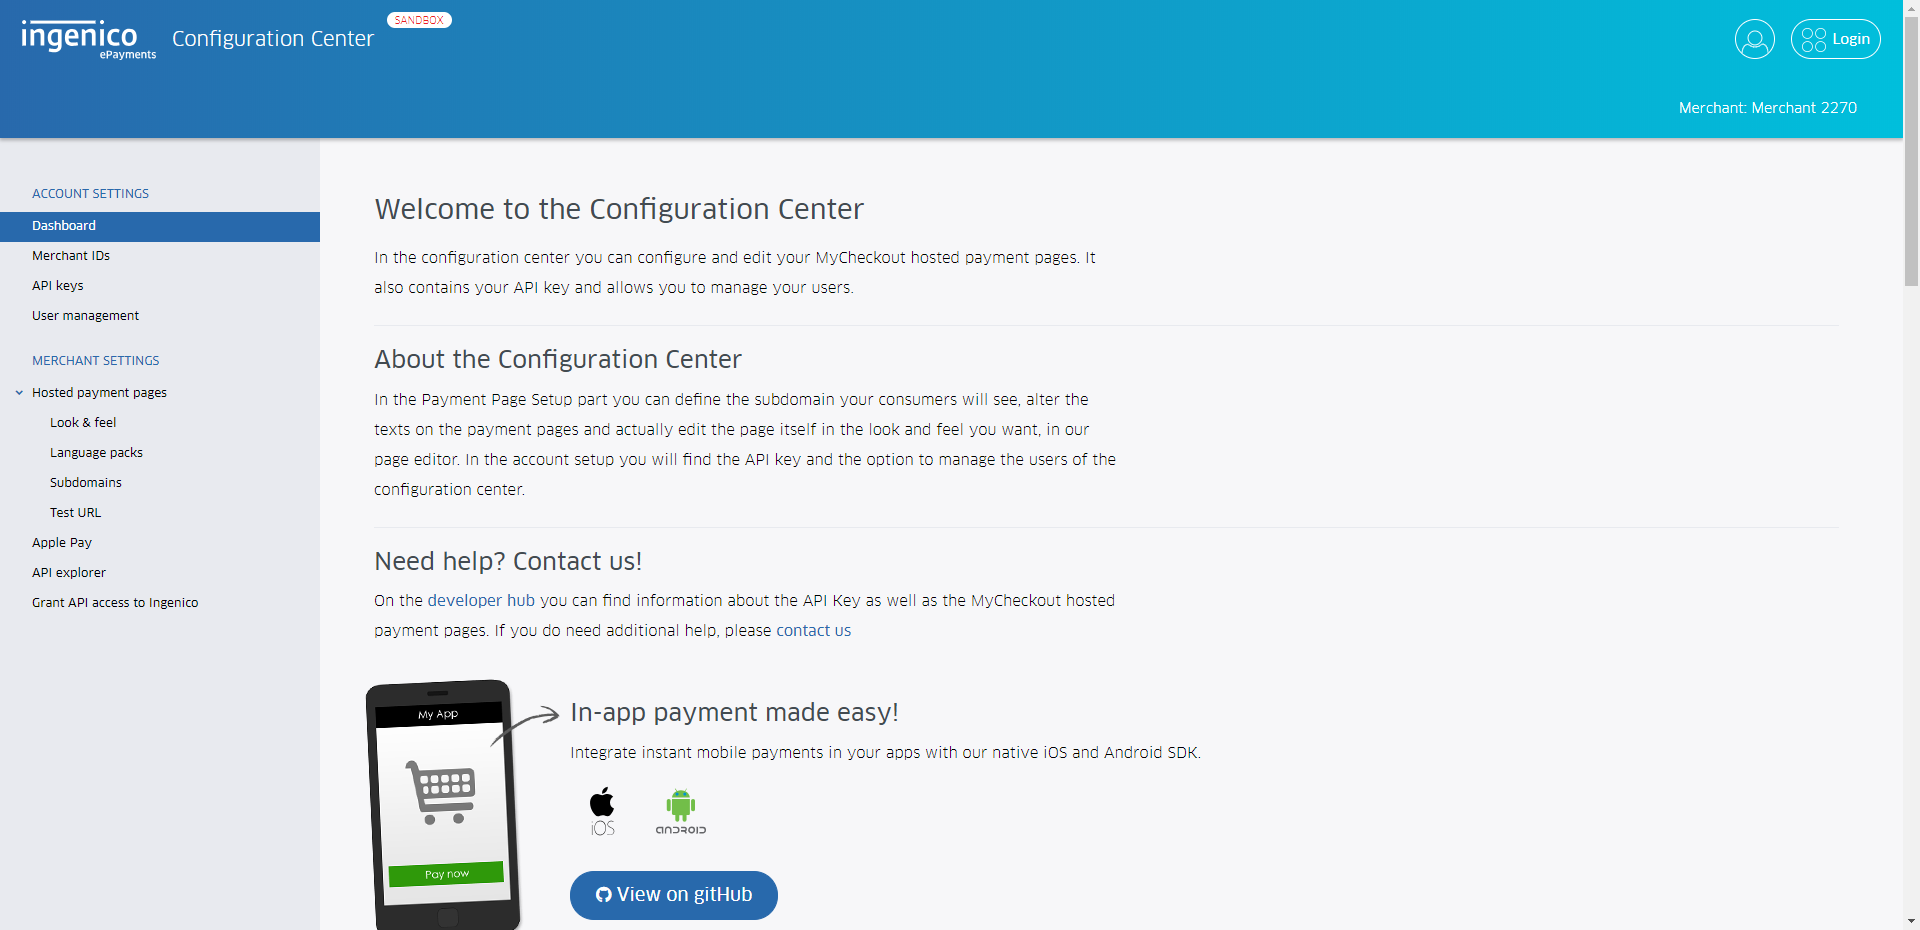 ingenico
ePayments
Configuration Center
SANDBOX
Login
Merchant: Merchant 2270
ACCOUNT SETTINGS
Dashboard
Merchant IDs
API keys
User management
MERCHANT SETTINGS
Hosted payment pages
Look & feel
Language packs
Subdomains
Test URL
Apple Pay
API explorer
Grant API access to Ingenico
Welcome to the Configuration Center
In the configuration center you can configure and edit your MyCheckout hosted payment pages. It
also contains your API key and allows you to manage your users.
About the Configuration Center
In the Payment Page Setup part you can define the subdomain your consumers will see, alter the
texts on the payment pages and actually edit the page itself in the look and feel you want, in our
page editor. In the account setup you will find the API key and the option to manage the users of the
configuration center.
Need help? Contact us!
On the developer hub you can find information about the API Key as well as the MyCheckout hosted
payment pages. If you do need additional help, please contact us
My App
Pay now
In-app payment made easy!
Integrate instant mobile payments in your apps with our native iOS and Android SDK.
iOS
ANDROID
View on gitHub